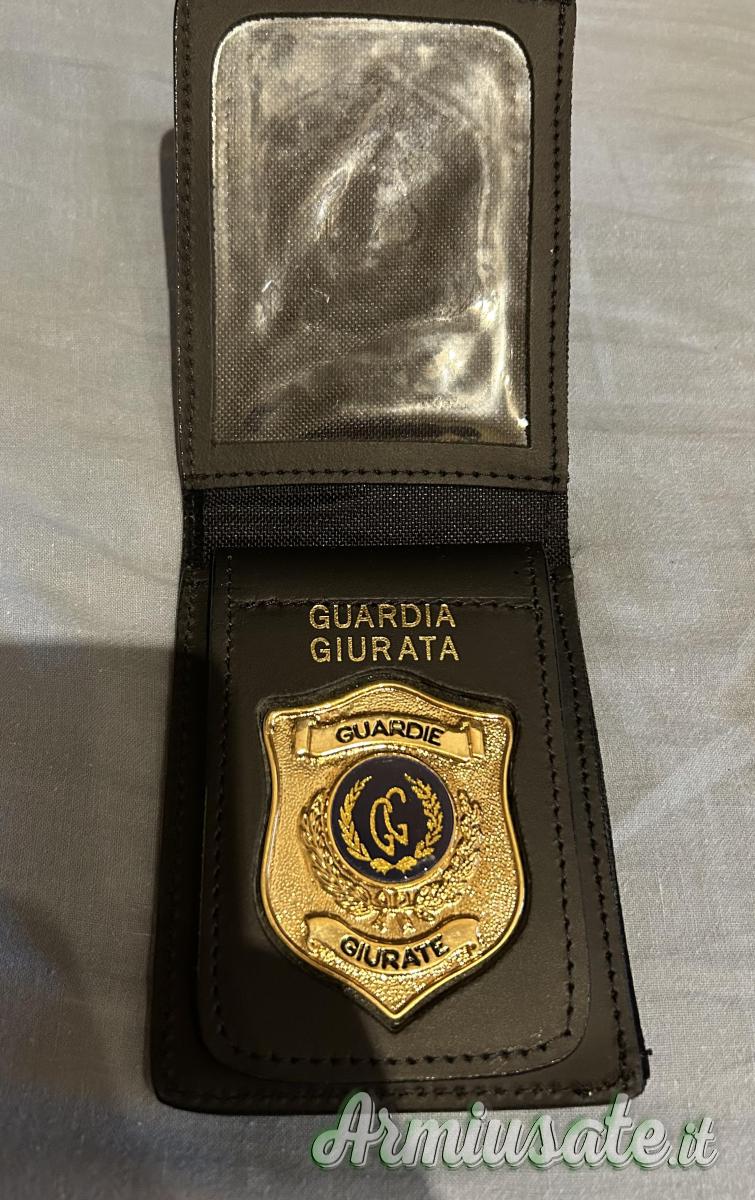 GUARDIA
GIURATA
GUARDIE
GG
GIURATE
Armiusate.it